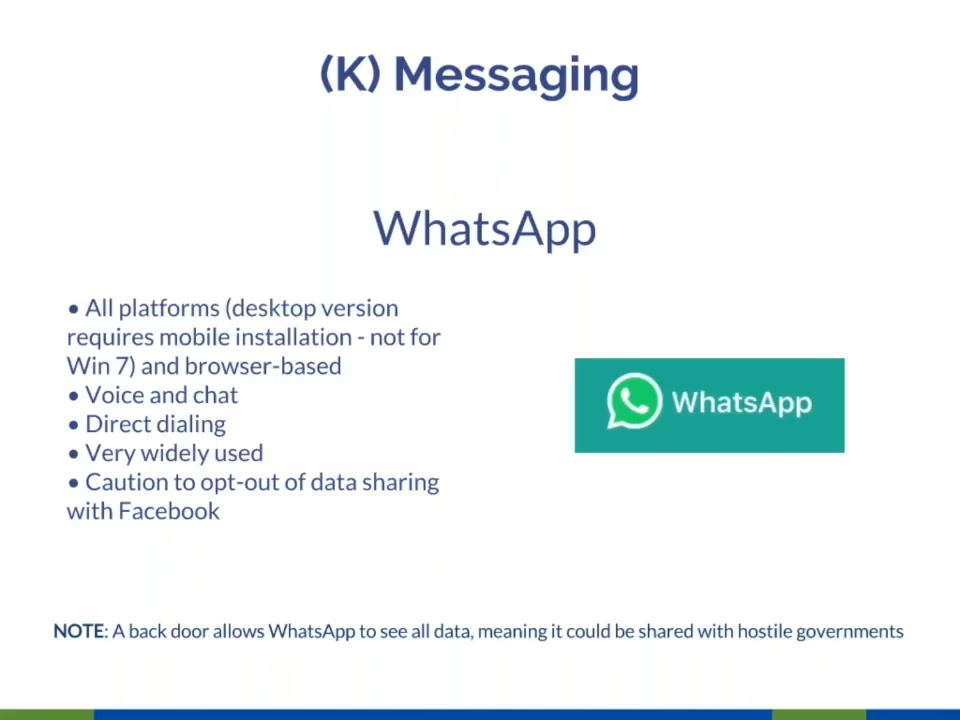 (K) Messaging
WhatsApp
• All platforms (desktop version
requires mobile installation - not for
Win 7) and browser-based
• Voice and chat
• Direct dialing
• Very widely used
• Caution to opt-out of data sharing
with Facebook
WhatsApp
NOTE: A back door allows WhatsApp to see all data, meaning it could be shared with hostile governments